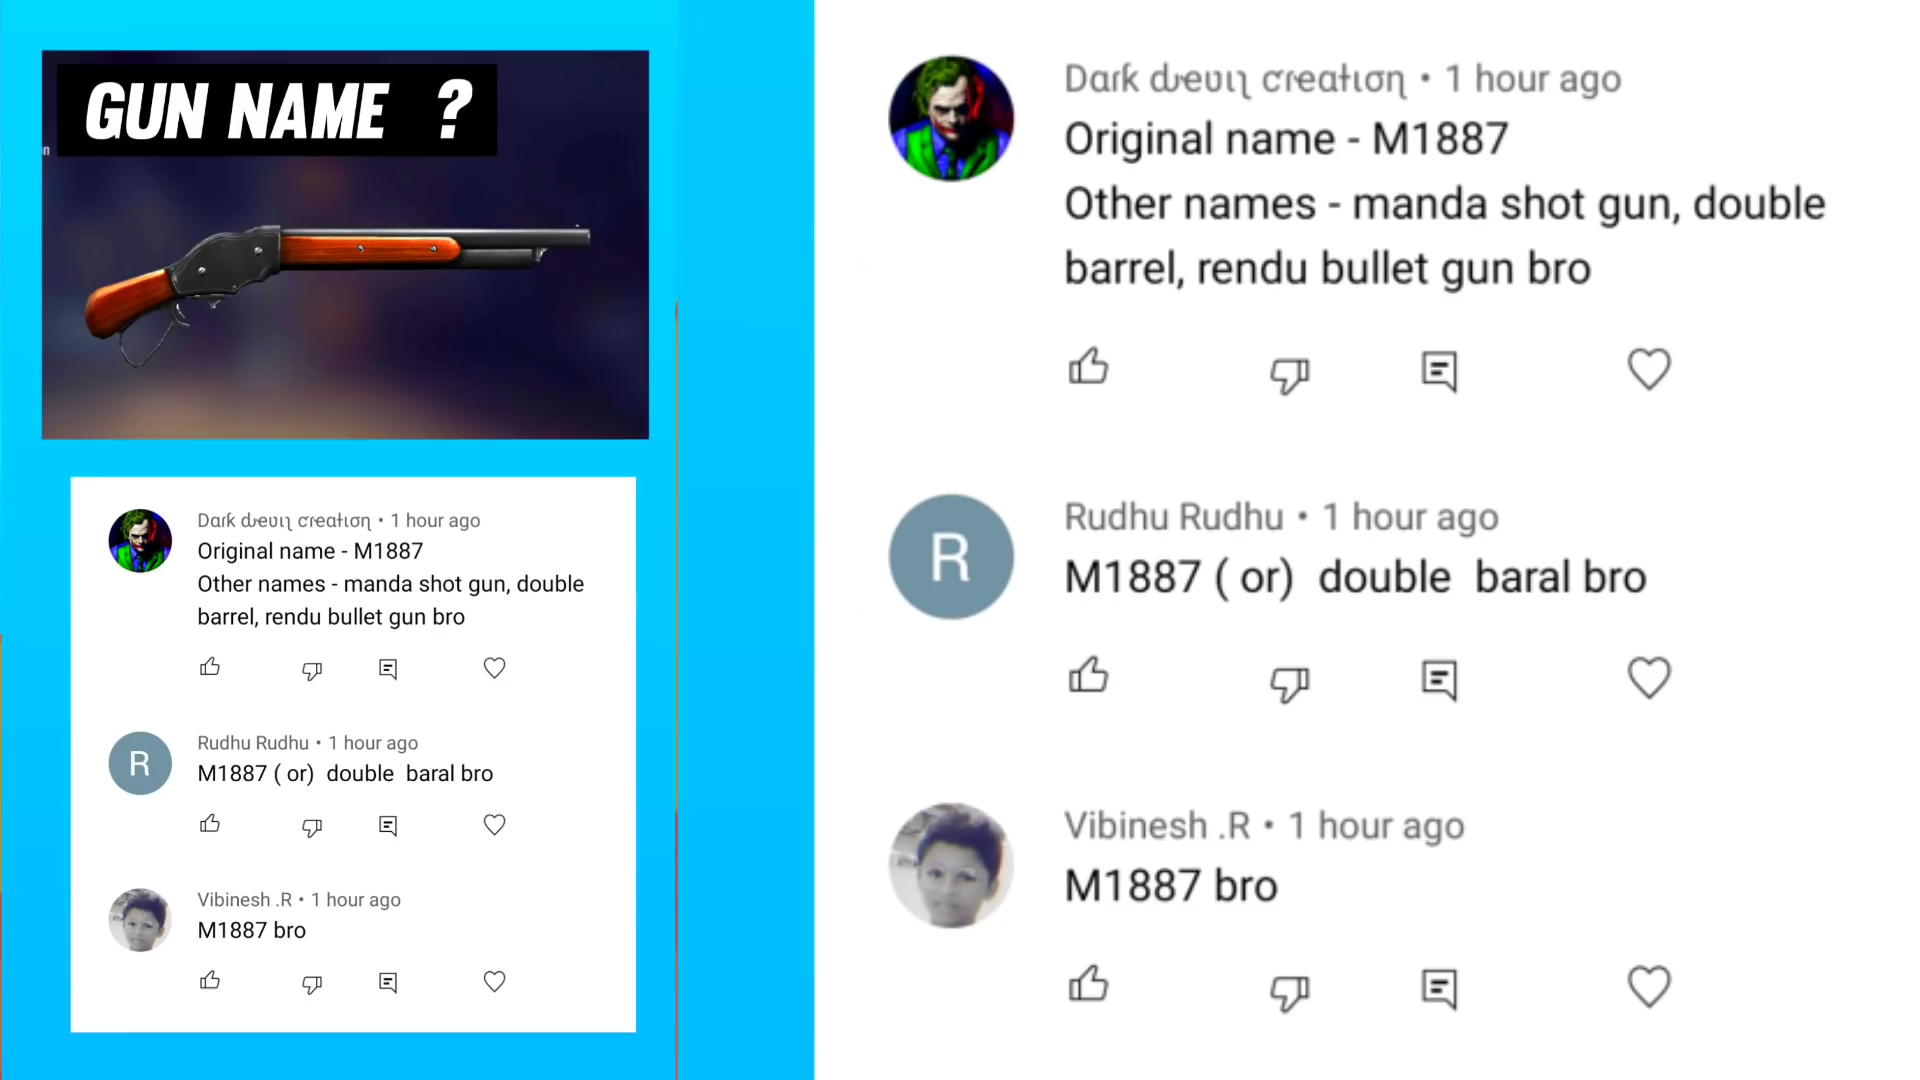 GUN NAME ?
n
Dark devil creation • 1 hour ago
Original name - M1887
Other names - manda shot gun, double
barrel, rendu bullet gun bro
R
Rudhu Rudhu • 1 hour ago
M1887 ( or) double baral bro
Vibinesh .R • 1 hour ago
M1887 bro
Dark devil creation • 1 hour ago
Original name - M1887
Other names - manda shot gun, double
barrel, rendu bullet gun bro
R
Rudhu Rudhu • 1 hour ago
M1887 ( or) double baral bro
Vibinesh .R • 1 hour ago
M1887 bro